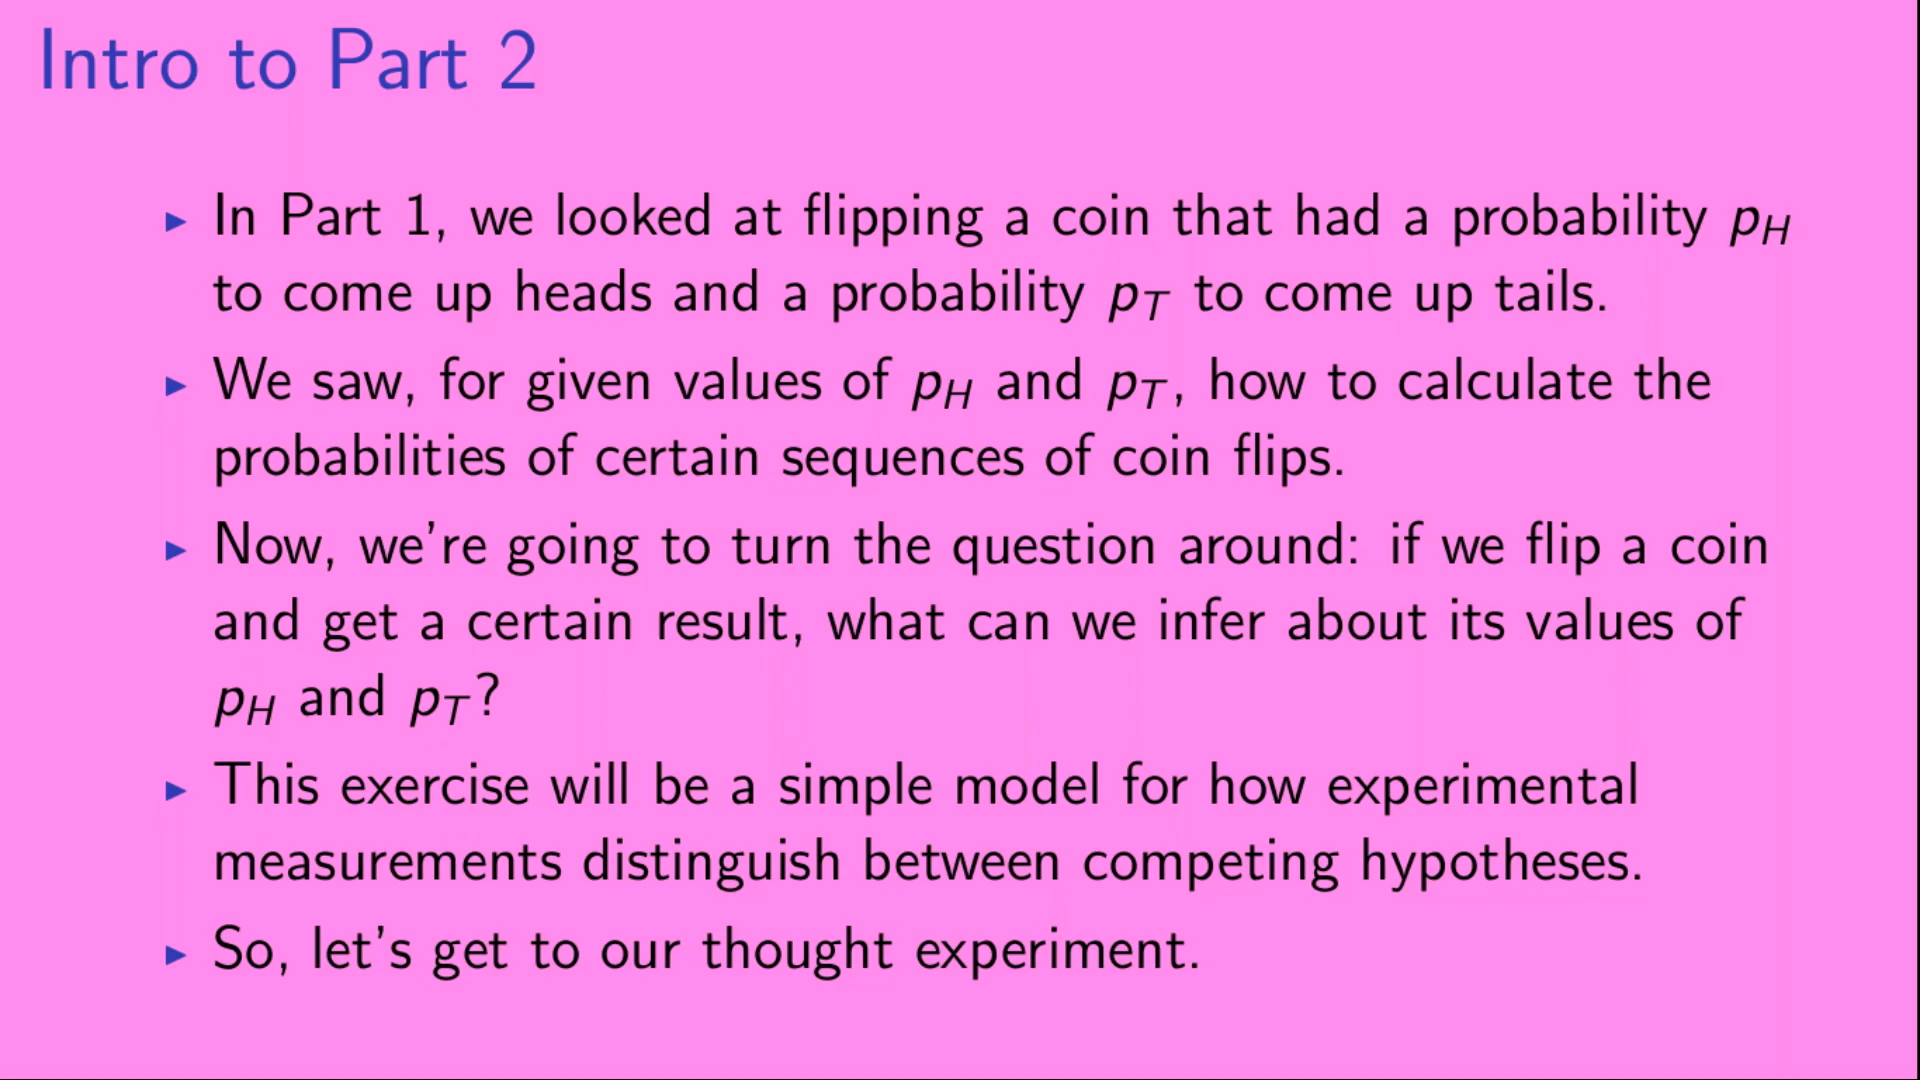 Intro to Part 2
▶ In Part 1, we looked at flipping a coin that had a probability p_H
to come up heads and a probability p_T to come up tails.
▶ We saw, for given values of p_H and p_T, how to calculate the
probabilities of certain sequences of coin flips.
▶ Now, we're going to turn the question around: if we flip a coin
and get a certain result, what can we infer about its values of
p_H and p_T?
▶ This exercise will be a simple model for how experimental
measurements distinguish between competing hypotheses.
▶ So, let's get to our thought experiment.